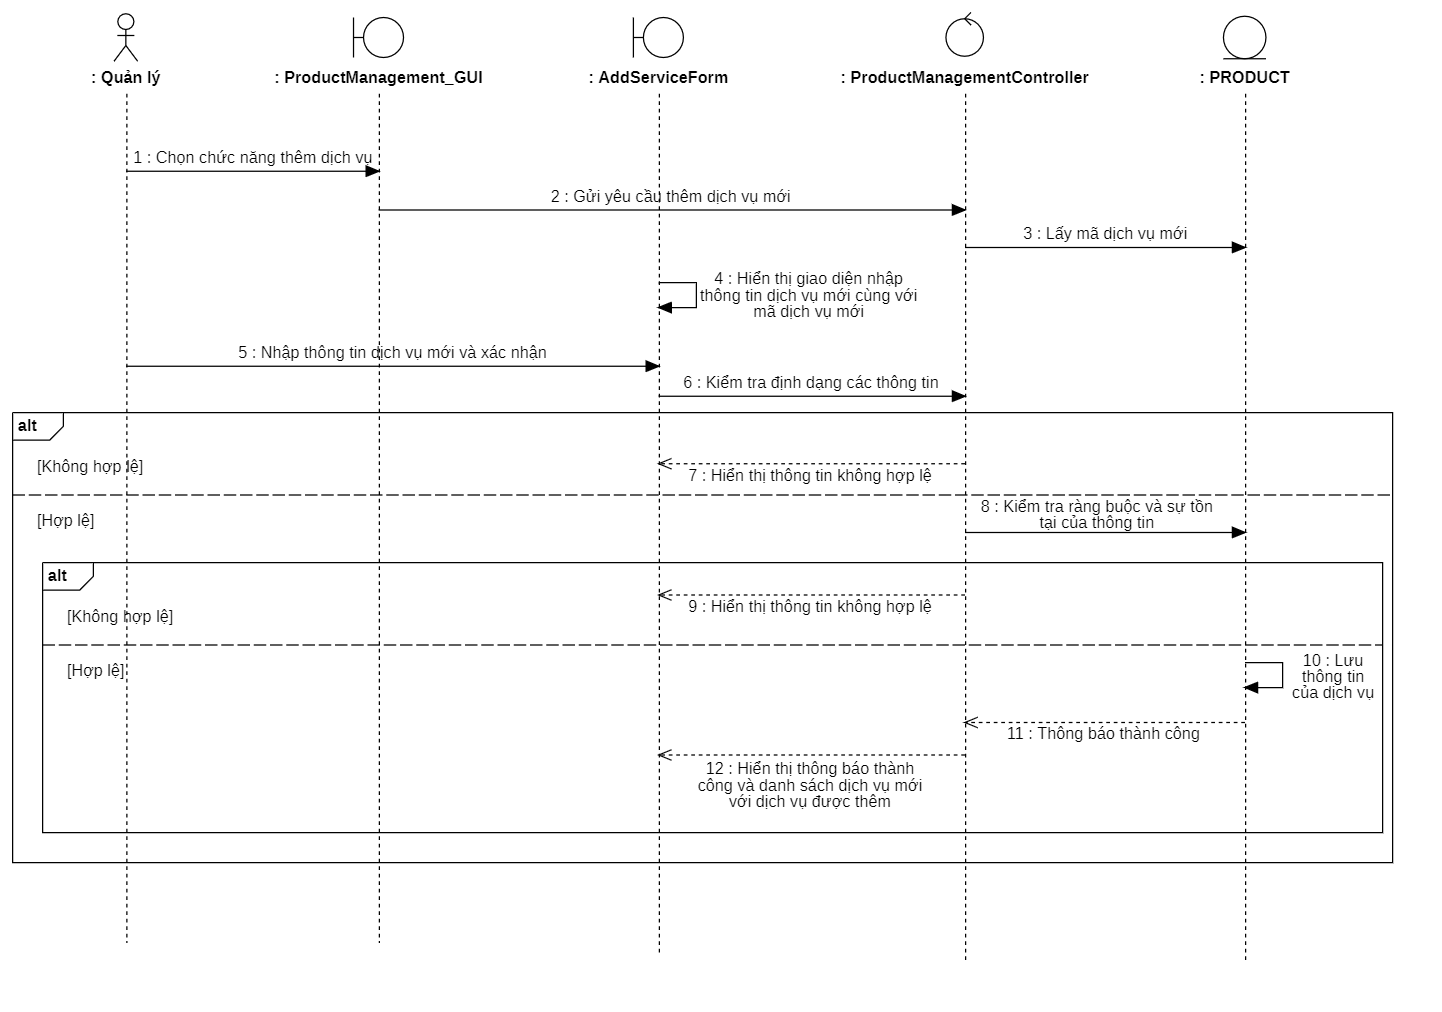 : Quản lý
: ProductManagement_GUI
: AddServiceForm
: ProductManagementController
: PRODUCT
1 : Chọn chức năng thêm dịch vụ
2 : Gửi yêu cầu thêm dịch vụ mới
3 : Lấy mã dịch vụ mới
4 : Hiển thị giao diện nhập
thông tin dịch vụ mới cùng với
mã dịch vụ mới
5 : Nhập thông tin dịch vụ mới và xác nhận
6 : Kiểm tra định dạng các thông tin
alt
[Không hợp lệ]
7 : Hiển thị thông tin không hợp lệ
[Hợp lệ]
8 : Kiểm tra ràng buộc và sự tồn
tại của thông tin
alt
[Không hợp lệ]
9 : Hiển thị thông tin không hợp lệ
[Hợp lệ]
10 : Lưu
thông tin
của dịch vụ
11 : Thông báo thành công
12 : Hiển thị thông báo thành
công và danh sách dịch vụ mới
với dịch vụ được thêm